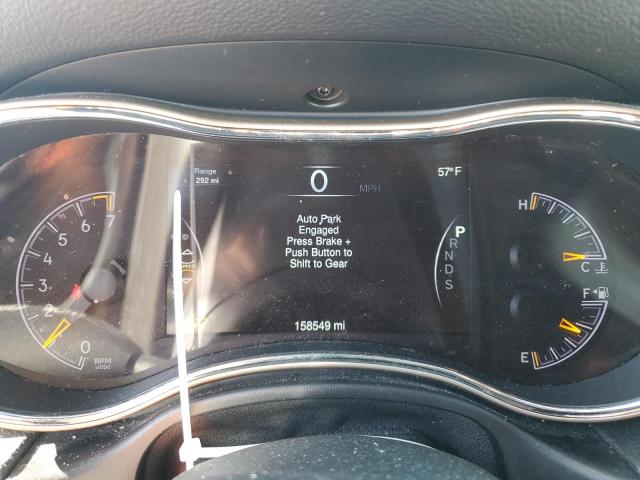 Range
292 mi
0 MPH
57°F
Auto Park
Engaged
Press Brake +
Push Button to
Shift to Gear
P
R
N
D
S
158549 mi
7
6
5
4
3
2
0
RPM
x1000
H
C
F
E